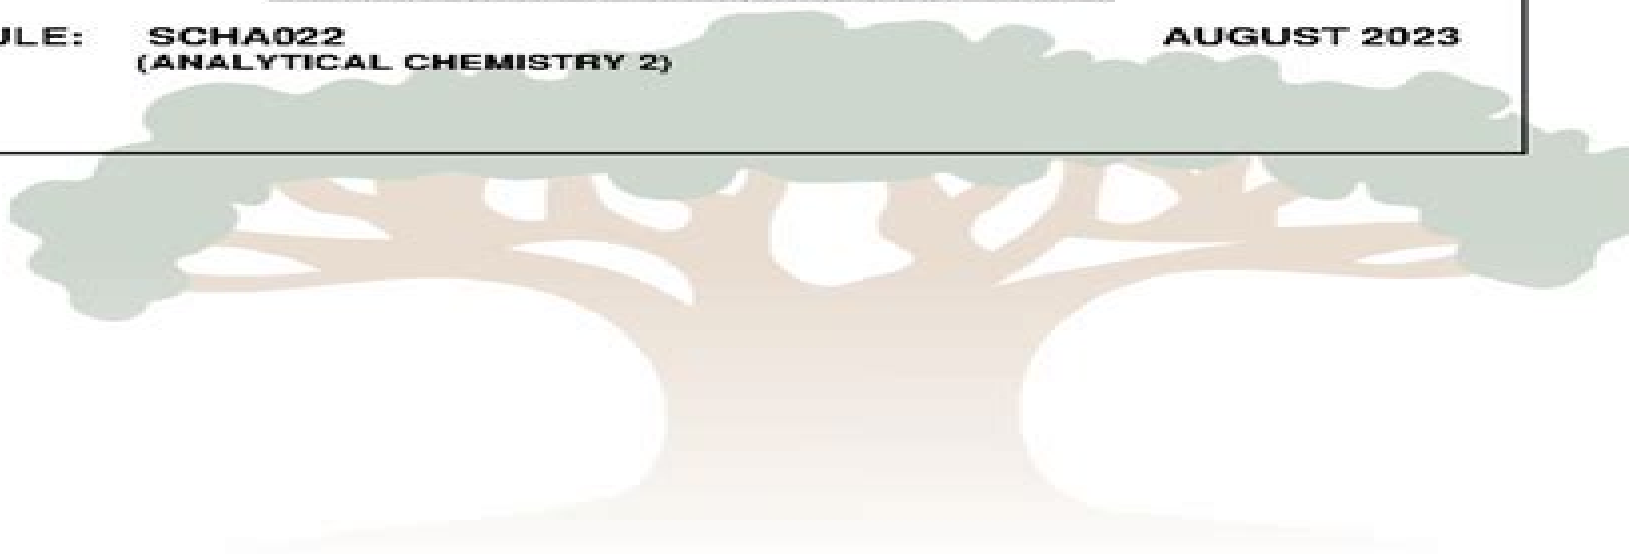 ULE: SCHA022 AUGUST 2023
(ANALYTICAL CHEMISTRY 2)